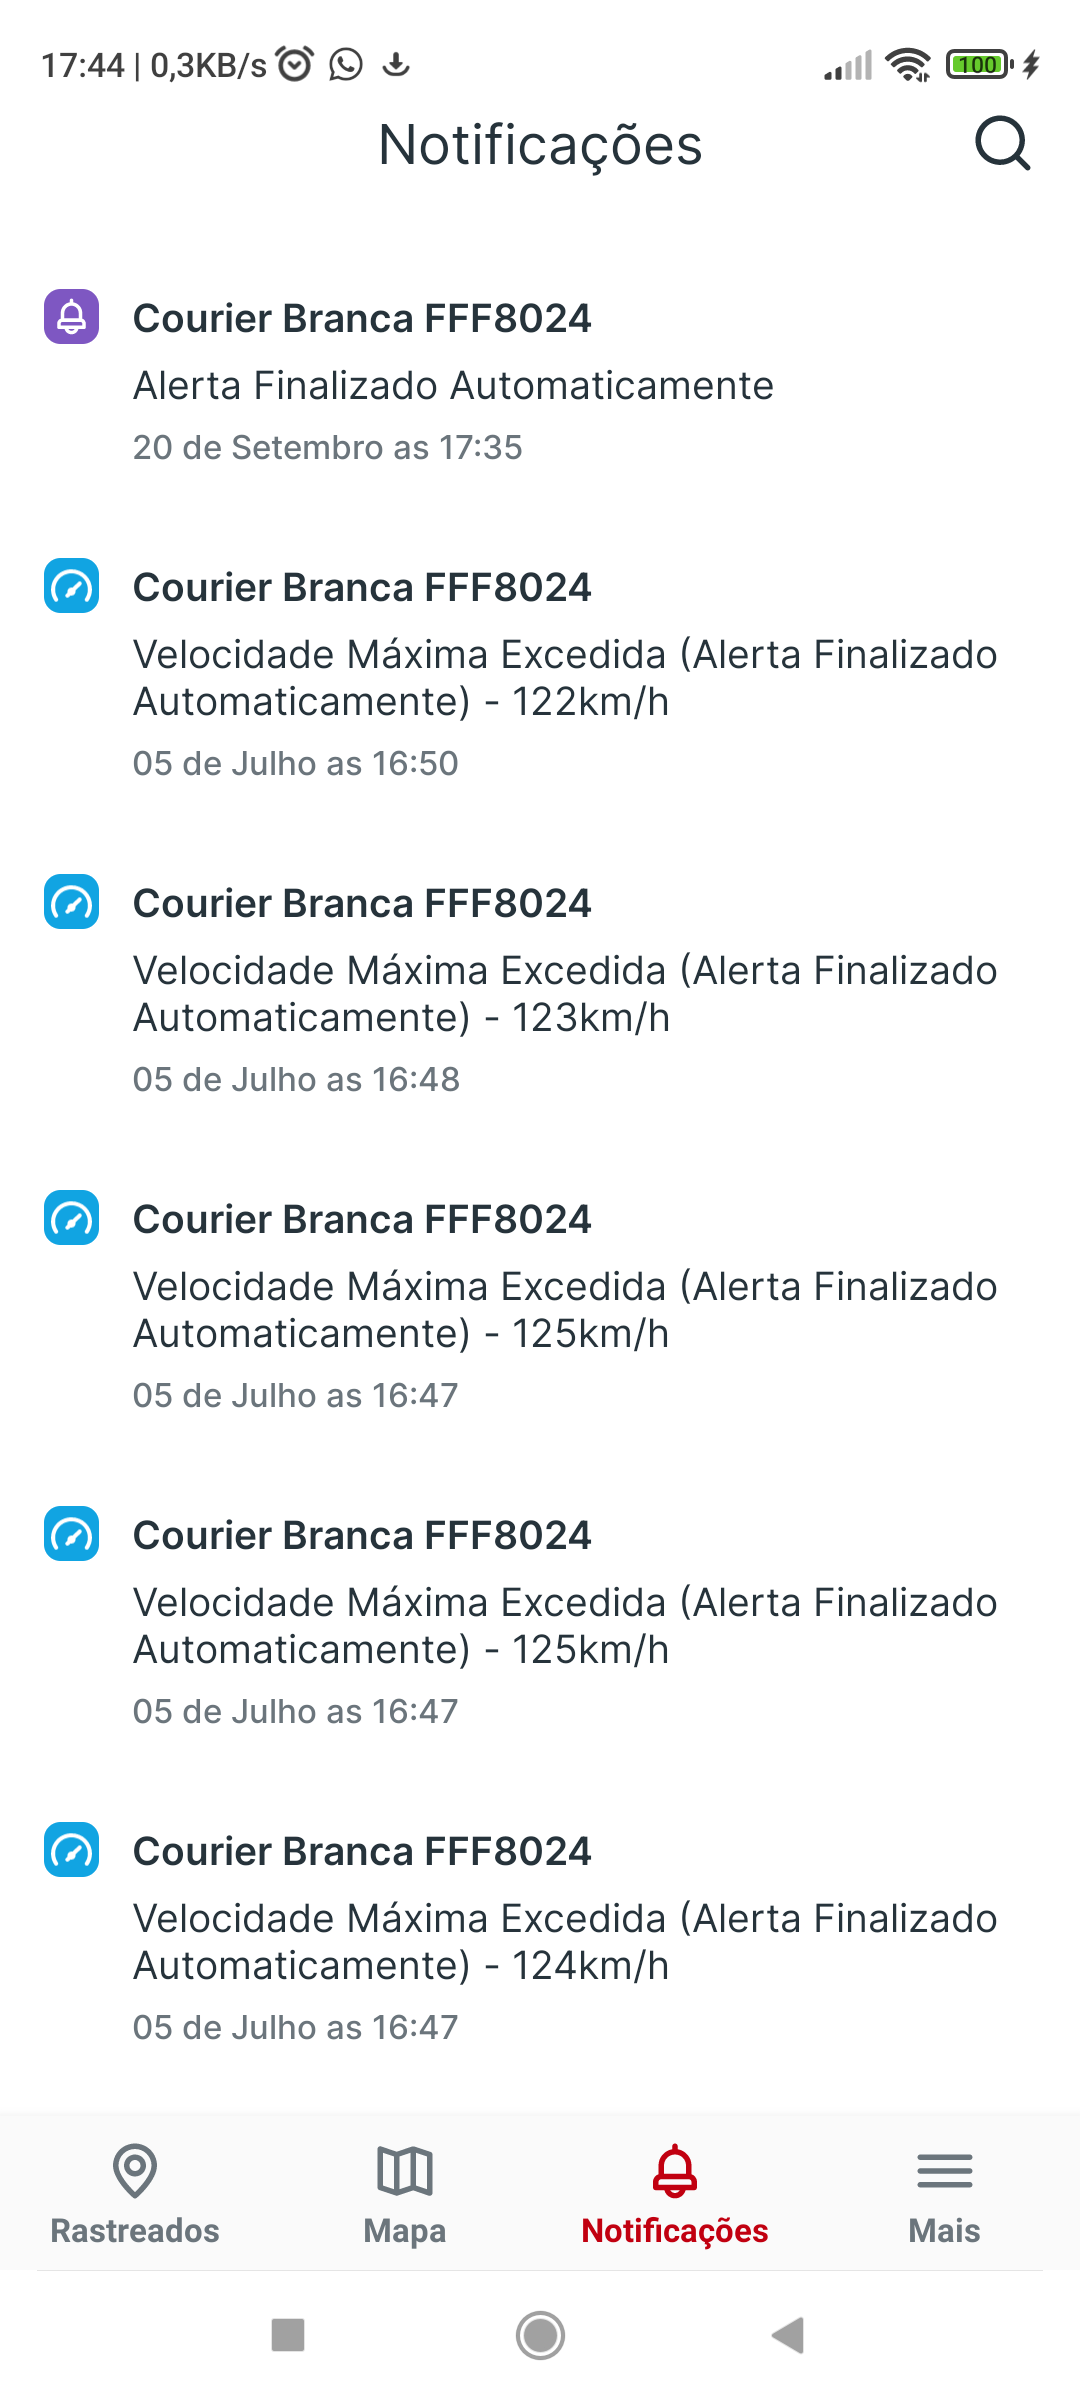 17:44 | 0,3KB/s
100
Notificações
Courier Branca FFF8024
Alerta Finalizado Automaticamente
20 de Setembro as 17:35
Courier Branca FFF8024
Velocidade Máxima Excedida (Alerta Finalizado
Automaticamente) - 122km/h
05 de Julho as 16:50
Courier Branca FFF8024
Velocidade Máxima Excedida (Alerta Finalizado
Automaticamente) - 123km/h
05 de Julho as 16:48
Courier Branca FFF8024
Velocidade Máxima Excedida (Alerta Finalizado
Automaticamente) - 125km/h
05 de Julho as 16:47
Courier Branca FFF8024
Velocidade Máxima Excedida (Alerta Finalizado
Automaticamente) - 125km/h
05 de Julho as 16:47
Courier Branca FFF8024
Velocidade Máxima Excedida (Alerta Finalizado
Automaticamente) - 124km/h
05 de Julho as 16:47
Rastreados
Mapa
Notificações
Mais